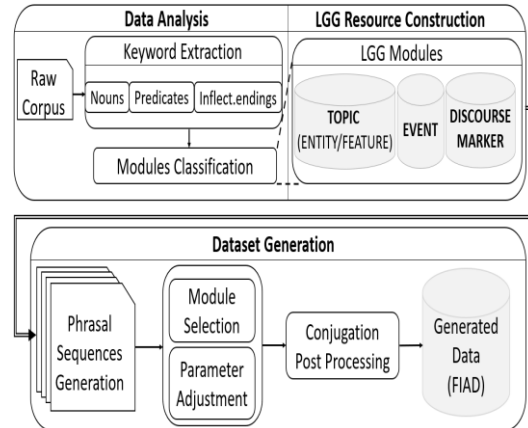 Data Analysis
LGG Resource Construction
Keyword Extraction
Raw
Corpus
Nouns
Predicates
Inflect.endings
Modules Classification
LGG Modules
TOPIC
(ENTITY/FEATURE)
EVENT
DISCOURSE
MARKER
Dataset Generation
Phrasal
Sequences
Generation
Module
Selection
Parameter
Adjustment
Conjugation
Post Processing
Generated
Data
(FIAD)